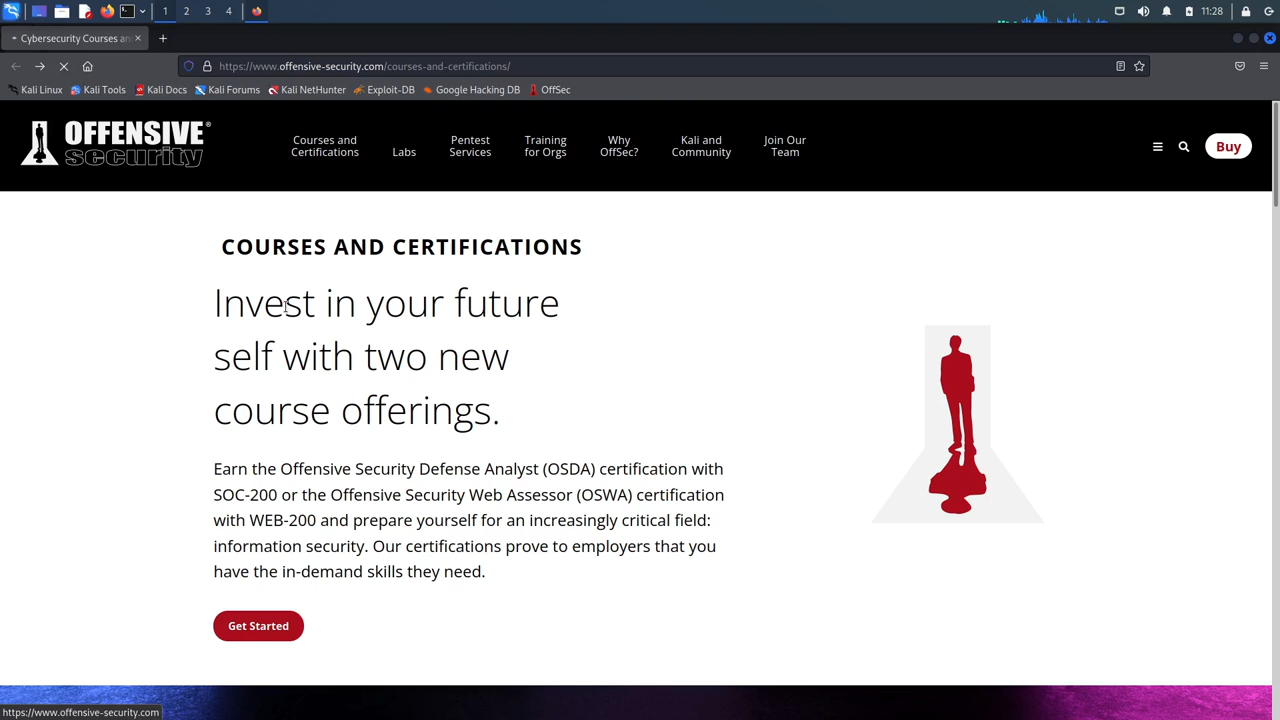 1 2 3 4 11:28
Cybersecurity Courses an
https://www.offensive-security.com/courses-and-certifications/
Kali Linux Kali Tools Kali Docs Kali Forums Kali NetHunter Exploit-DB Google Hacking DB OffSec
OFFENSIVE®
security
Courses and
Certifications
Labs
Pentest
Services
Training
for Orgs
Why
OffSec?
Kali and
Community
Join Our
Team
Buy
COURSES AND CERTIFICATIONS
Invest in your future
self with two new
course offerings.
Earn the Offensive Security Defense Analyst (OSDA) certification with
SOC-200 or the Offensive Security Web Assessor (OSWA) certification
with WEB-200 and prepare yourself for an increasingly critical field:
information security. Our certifications prove to employers that you
have the in-demand skills they need.
Get Started
https://www.offensive-security.com